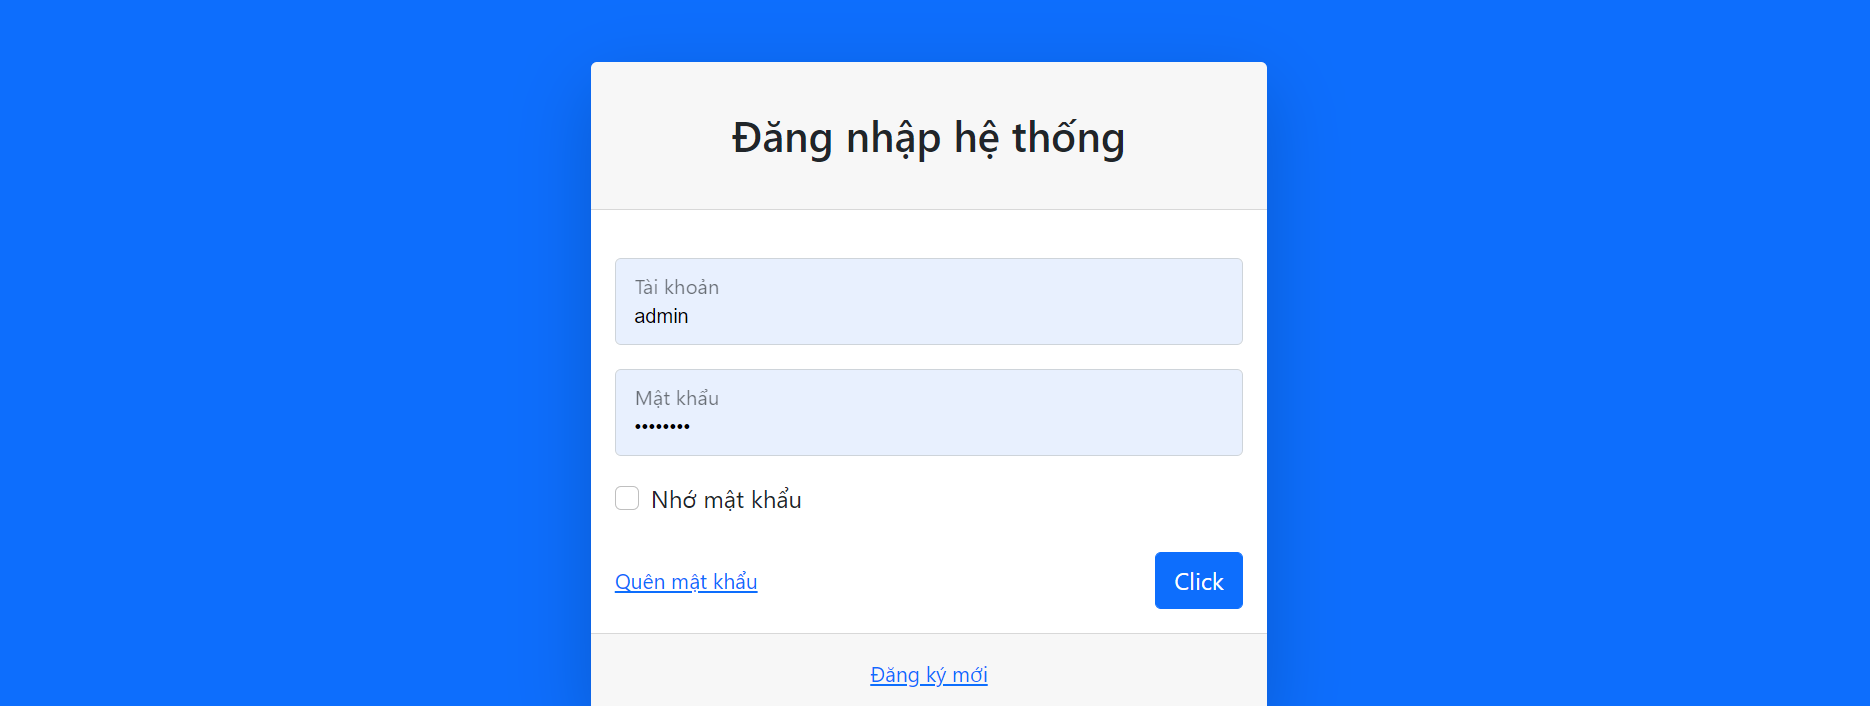 Đăng nhập hệ thống
Tài khoản
admin
Mật khẩu
••••••••
Nhớ mật khẩu
Quên mật khẩu
Click
Đăng ký mới